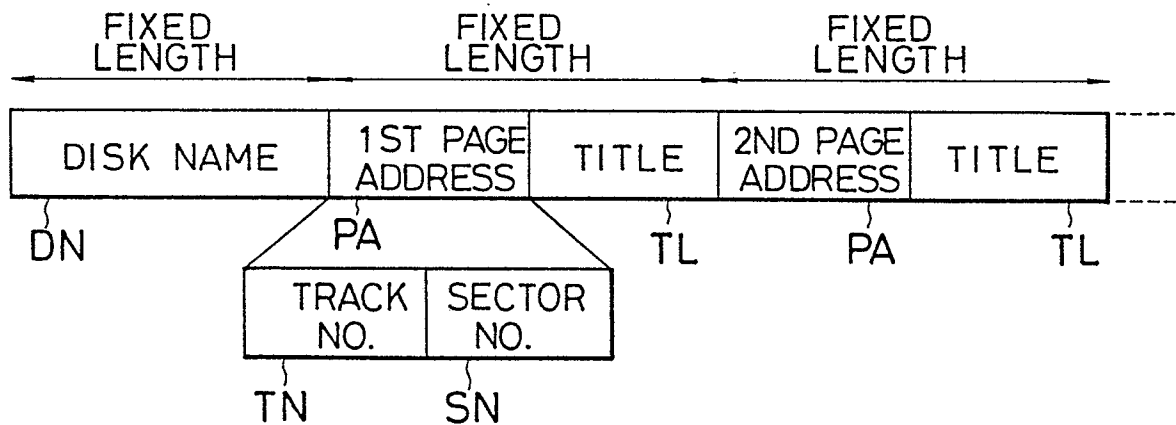 FIXED LENGTH
FIXED LENGTH
FIXED LENGTH
DISK NAME
1ST PAGE ADDRESS
TITLE
2ND PAGE ADDRESS
TITLE
DN
PA
TL
PA
TL
TRACK NO.
SECTOR NO.
TN
SN